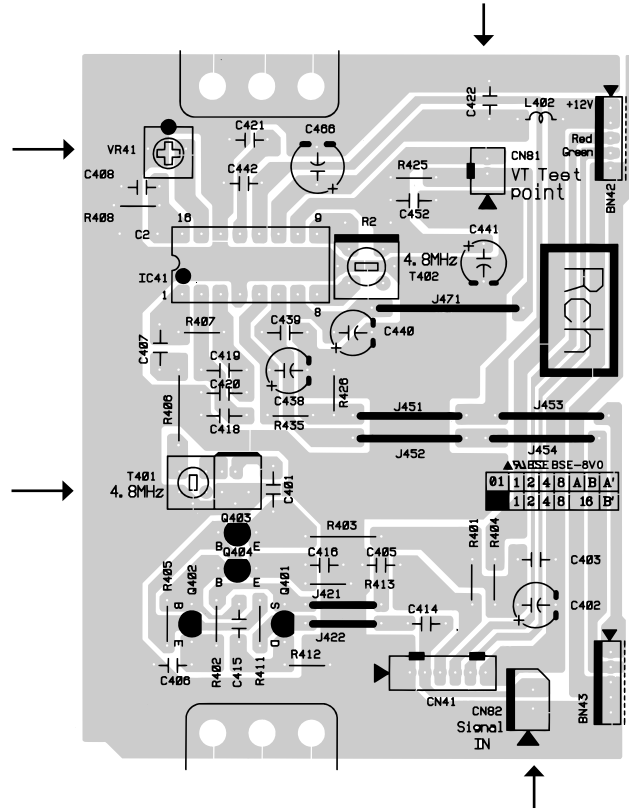 C422
L402
+12V
C421
C466
Red
Green
VR41
CN81
C442
R425
C408
VT Test
point
BN42
R408
C452
16
9
R2
C441
C2
4.8MHz
IC41
T402
1
8
J471
Rch
R407
C439
C440
C407
C419
C420
C438
R426
R406
C418
R435
J451
J453
J452
J454
T401
4.8MHz
C401
BSE BSE-8V0
01 1 2 4 8 A B A'
1 2 4 8 16 B'
Q403
R403
R401
R404
B E
Q404
C416
C405
C403
R405
Q402
B E
Q401
R413
J421
C402
B
S
C414
J422
E
D
C406
R402
C415
R411
R412
CN41
CN82
BN43
Signal
IN